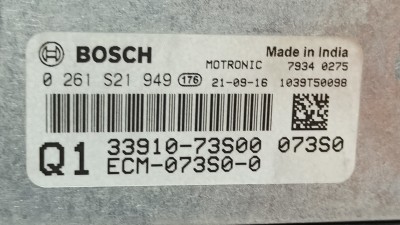 BOSCH MOTRONIC Made in India
7934 0275
0 261 S21 949 176 21-09-16 1039T50098
Q1 33910-73S00 073S0
ECM-073S0-0